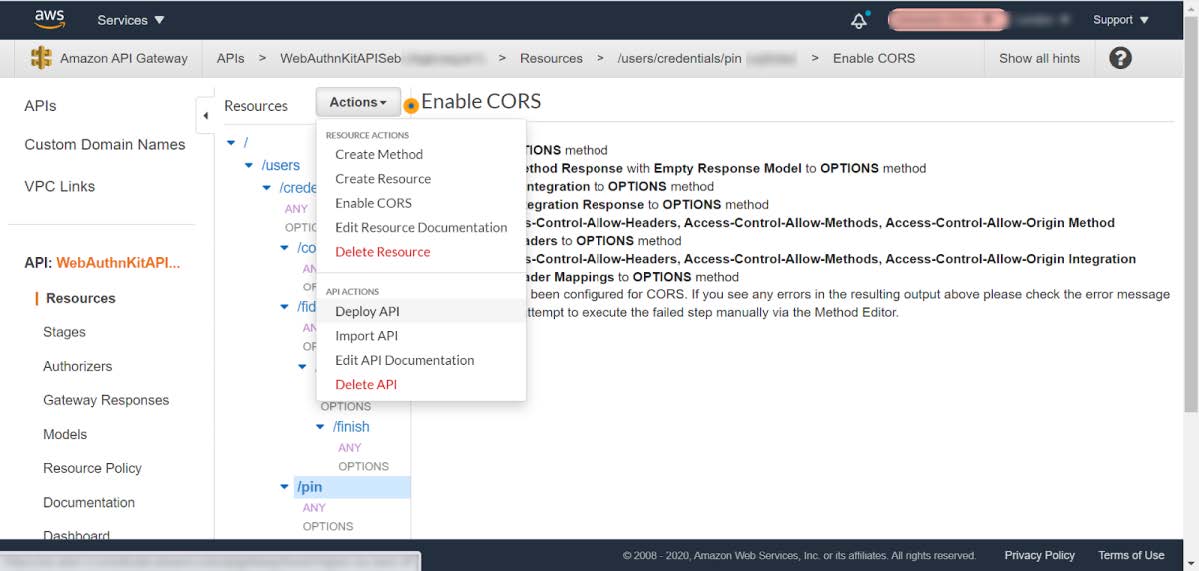 aws
Services
Support
Amazon API Gateway
APIs > WebAuthnKitAPISeb > Resources > /users/credentials/pin > Enable CORS
Show all hints
?
APIs
Custom Domain Names
VPC Links
API: WebAuthnKitAPI...
Resources
Stages
Authorizers
Gateway Responses
Models
Resource Policy
Documentation
Dashboard
Resources
Actions
/
/users
/crede
ANY
OPTIO
/co
AN
OP
/fid
AN
OP
/
OPTIONS
/finish
ANY
OPTIONS
/pin
ANY
OPTIONS
RESOURCE ACTIONS
Create Method
Create Resource
Enable CORS
Edit Resource Documentation
Delete Resource
API ACTIONS
Deploy API
Import API
Edit API Documentation
Delete API
Enable CORS
TIONS method
ethod Response with Empty Response Model to OPTIONS method
ntegration to OPTIONS method
egration Response to OPTIONS method
s-Control-Allow-Headers, Access-Control-Allow-Methods, Access-Control-Allow-Origin Method
aders to OPTIONS method
s-Control-Allow-Headers, Access-Control-Allow-Methods, Access-Control-Allow-Origin Integration
ader Mappings to OPTIONS method
been configured for CORS. If you see any errors in the resulting output above please check the error message
ttempt to execute the failed step manually via the Method Editor.
© 2008 - 2020, Amazon Web Services, Inc. or its affiliates. All rights reserved.
Privacy Policy
Terms of Use